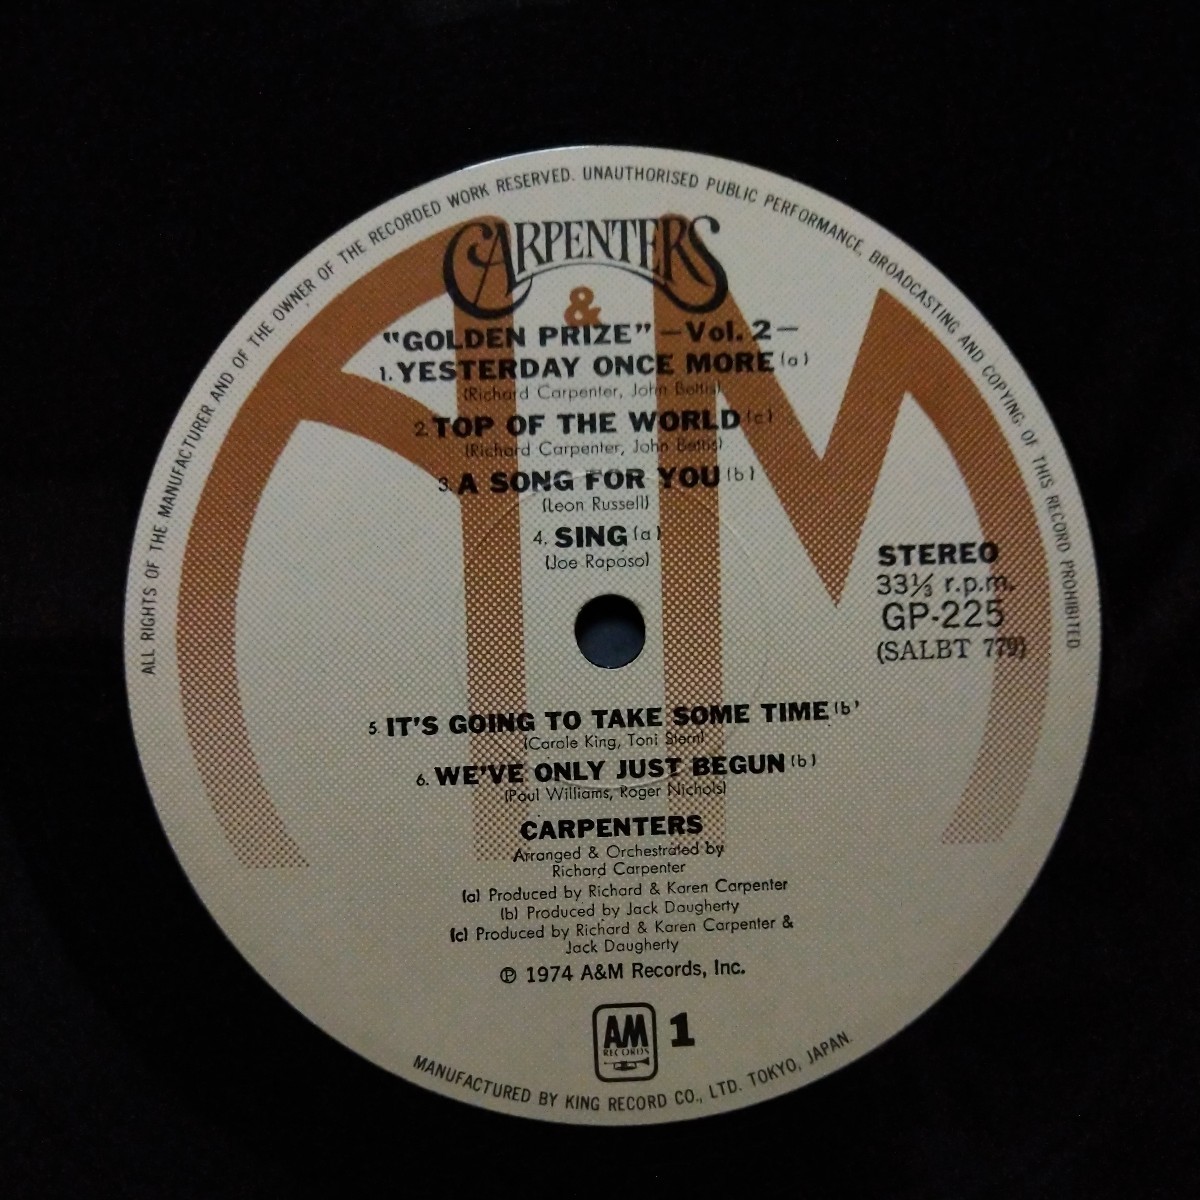 ALL RIGHTS OF THE MANUFACTURER AND OF THE OWNER OF THE RECORDED WORK RESERVED. UNAUTHORISED PUBLIC PERFORMANCE, BROADCASTING AND COPYING, OF THIS RECORD PROHIBITED.
CARPENTERS
&
"GOLDEN PRIZE" —Vol. 2—
1. YESTERDAY ONCE MORE (a)
(Richard Carpenter, John Bettis)
2. TOP OF THE WORLD (c)
(Richard Carpenter, John Bettis)
3. A SONG FOR YOU (b)
(Leon Russell)
4. SING (a)
(Joe Raposo)
STEREO
33⅓ r.p.m.
GP-225
(SALBT 779)
5. IT'S GOING TO TAKE SOME TIME (b)
(Carole King, Toni Stern)
6. WE'VE ONLY JUST BEGUN (b)
(Paul Williams, Roger Nichols)
CARPENTERS
Arranged & Orchestrated by
Richard Carpenter
(a) Produced by Richard & Karen Carpenter
(b) Produced by Jack Daugherty
(c) Produced by Richard & Karen Carpenter &
Jack Daugherty
℗ 1974 A&M Records, Inc.
AM
RECORDS
1
MANUFACTURED BY KING RECORD CO., LTD. TOKYO, JAPAN.